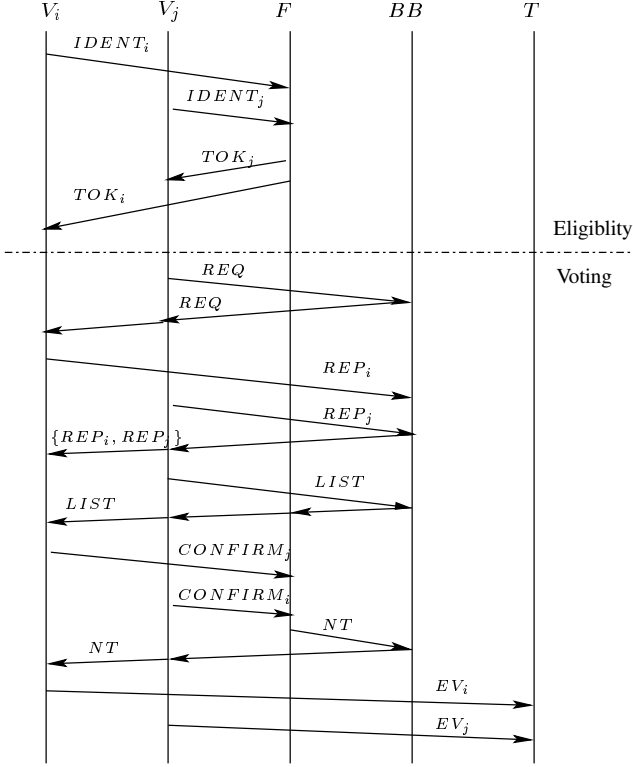 V_i V_j F BB T
IDENT_i
IDENT_j
TOK_j
TOK_i
Eligiblity
REQ
Voting
REQ
REP_i
REP_j
{REP_i, REP_j}
LIST
LIST
CONFIRM_j
CONFIRM_i
NT
NT
EV_i
EV_j